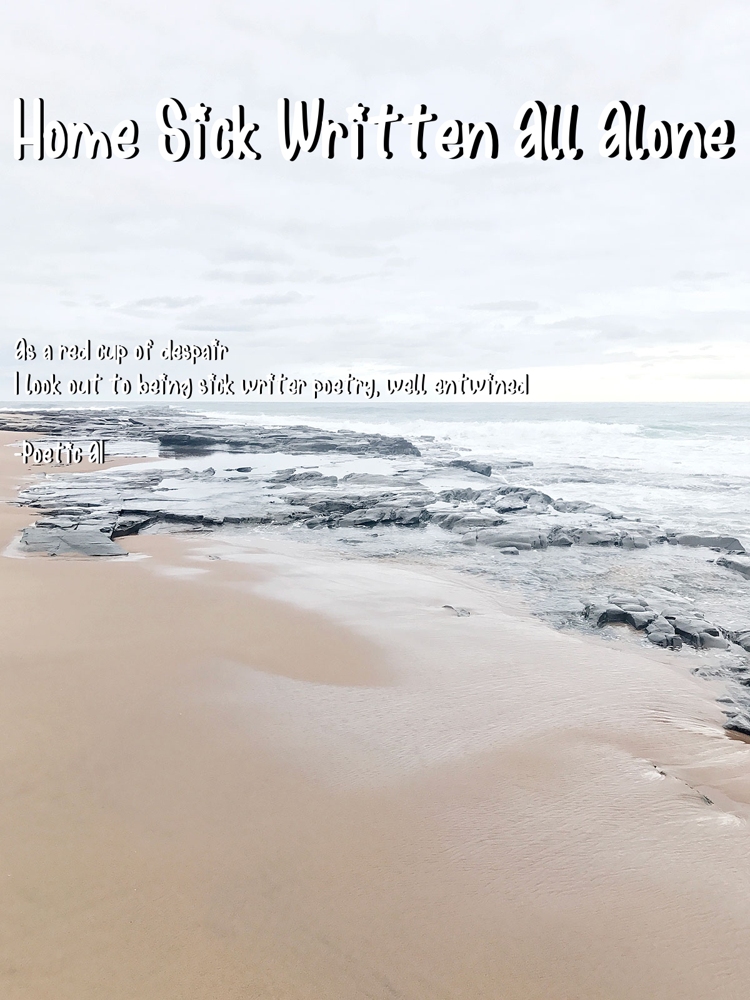 Home Sick Written All Alone
As a red cup of despair
I look out to being sick writer poetry, well entwined
-Poetic Al